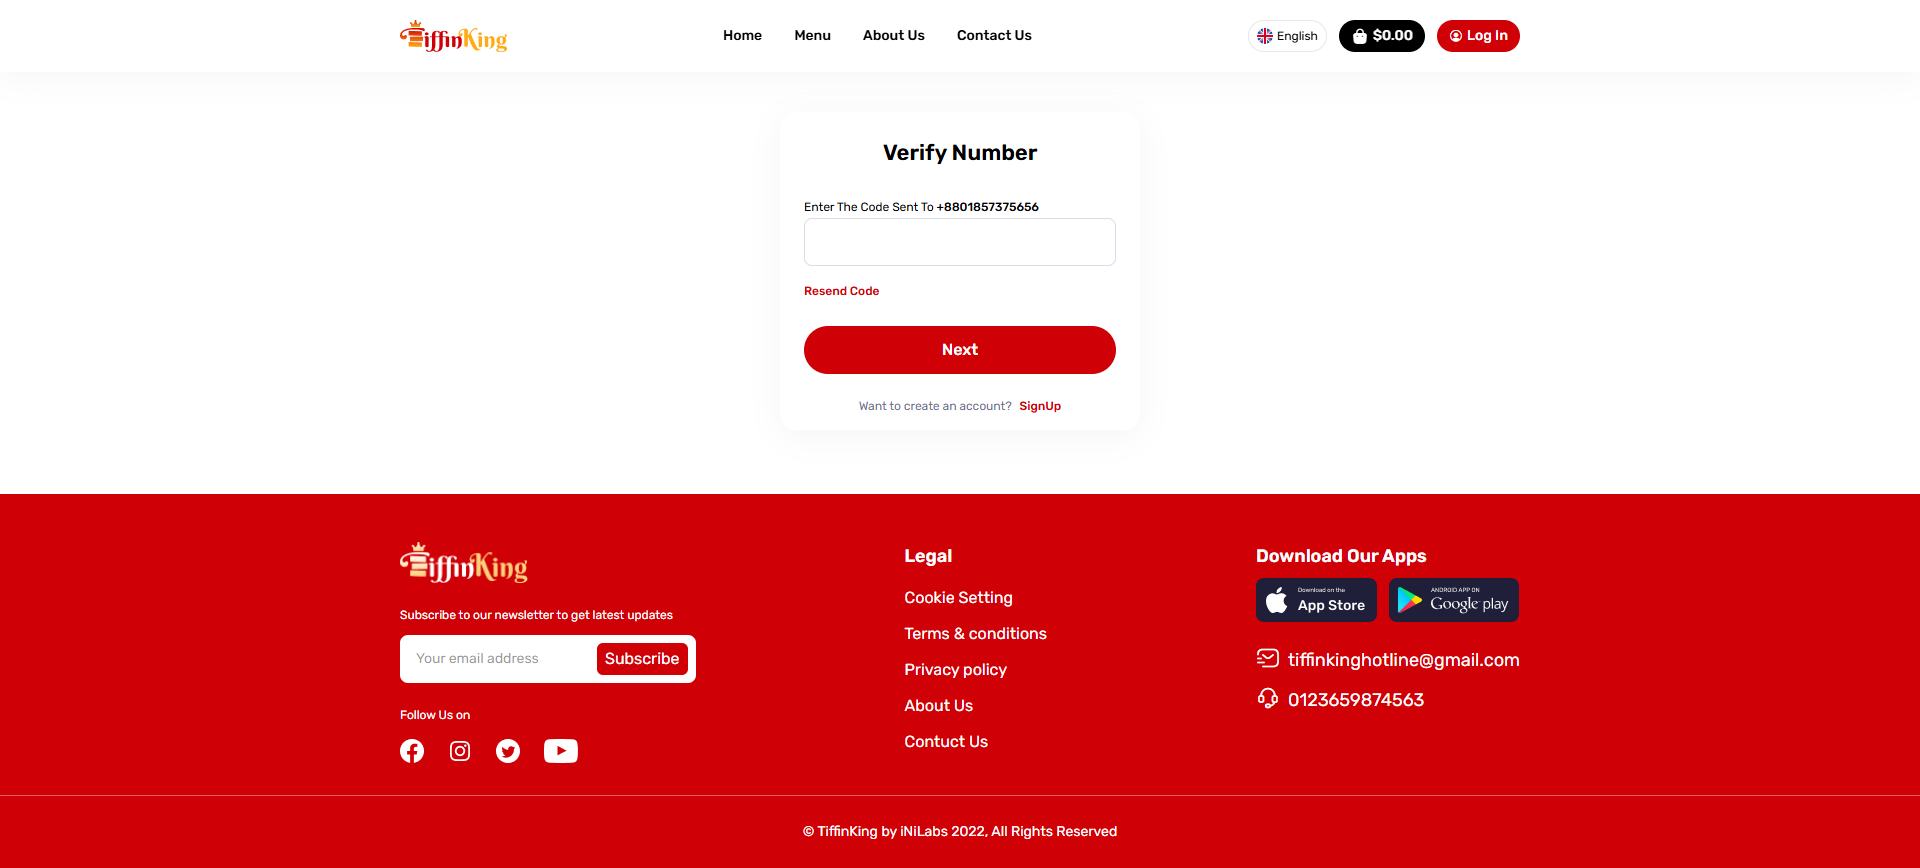 TiffinKing
Home
Menu
About Us
Contact Us
English
$0.00
Log In
Verify Number
Enter The Code Sent To +8801857375656
Resend Code
Next
Want to create an account? SignUp
TiffinKing
Subscribe to our newsletter to get latest updates
Your email address
Subscribe
Follow Us on
Legal
Cookie Setting
Terms & conditions
Privacy policy
About Us
Contuct Us
Download Our Apps
Download on the
App Store
ANDROID APP ON
Google play
tiffinkinghotline@gmail.com
0123659874563
© TiffinKing by iNiLabs 2022, All Rights Reserved